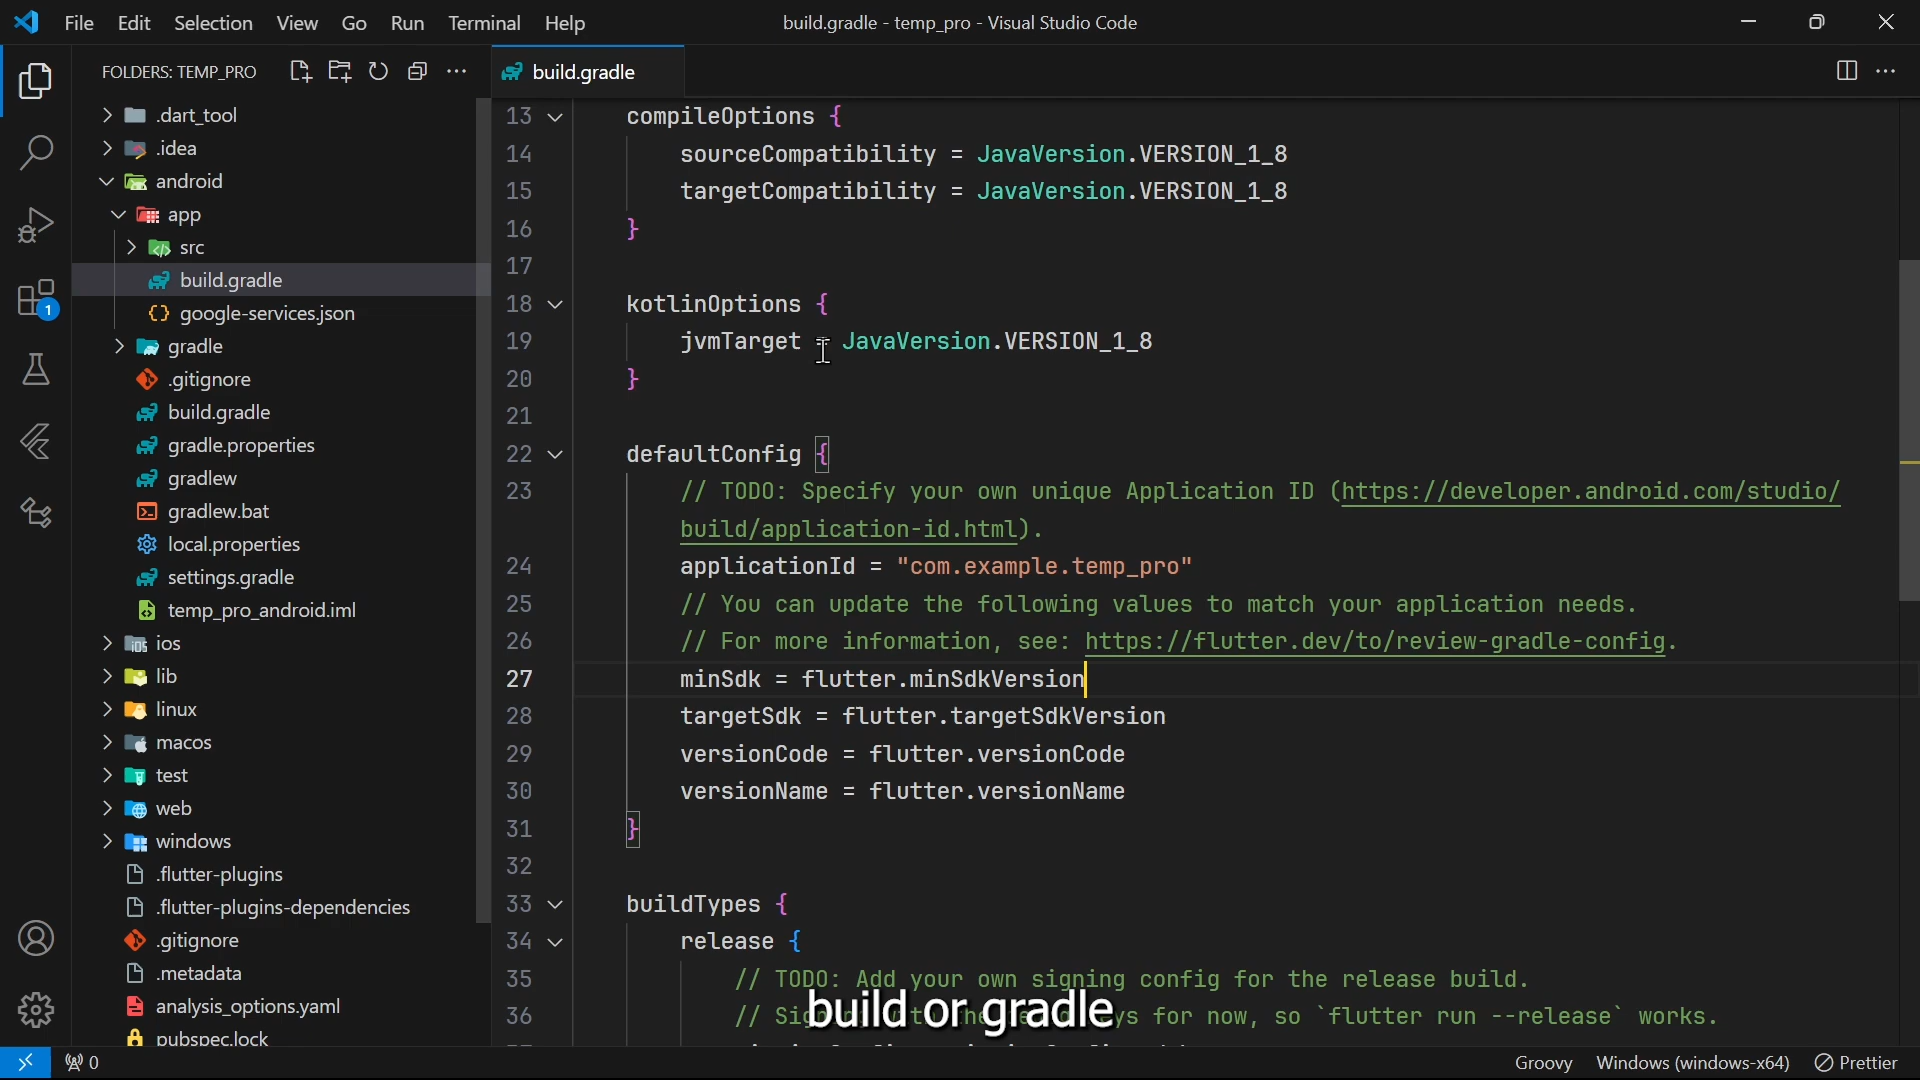 File Edit Selection View Go Run Terminal Help
build.gradle - temp_pro - Visual Studio Code
FOLDERS: TEMP_PRO
build.gradle
.dart_tool
.idea
android
app
src
build.gradle
google-services.json
gradle
.gitignore
build.gradle
gradle.properties
gradlew
gradlew.bat
local.properties
settings.gradle
temp_pro_android.iml
ios
lib
linux
macos
test
web
windows
.flutter-plugins
.flutter-plugins-dependencies
.gitignore
.metadata
analysis_options.yaml
pubspec.lock
1
13 compileOptions {
14 sourceCompatibility = JavaVersion.VERSION_1_8
15 targetCompatibility = JavaVersion.VERSION_1_8
16 }
17
18 kotlinOptions {
19 jvmTarget = JavaVersion.VERSION_1_8
20 }
21
22 defaultConfig {
23 // TODO: Specify your own unique Application ID (https://developer.android.com/studio/
build/application-id.html).
24 applicationId = "com.example.temp_pro"
25 // You can update the following values to match your application needs.
26 // For more information, see: https://flutter.dev/to/review-gradle-config.
27 minSdk = flutter.minSdkVersion
28 targetSdk = flutter.targetSdkVersion
29 versionCode = flutter.versionCode
30 versionName = flutter.versionName
31 }
32
33 buildTypes {
34 release {
35 // TODO: Add your own signing config for the release build.
36 // for now, so `flutter run --release` works.
build or gradle
0
Groovy Windows (windows-x64) Prettier